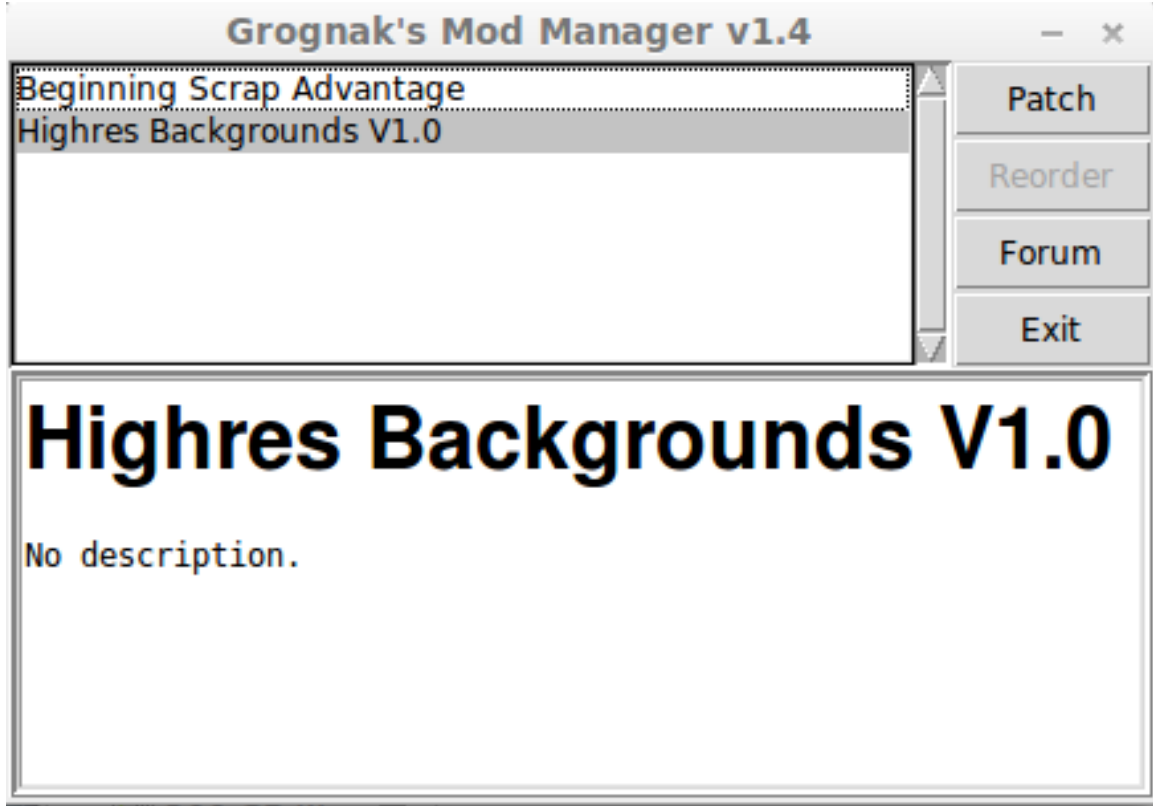 Grognak's Mod Manager v1.4
Beginning Scrap Advantage
Highres Backgrounds V1.0
Patch
Reorder
Forum
Exit
Highres Backgrounds V1.0
No description.